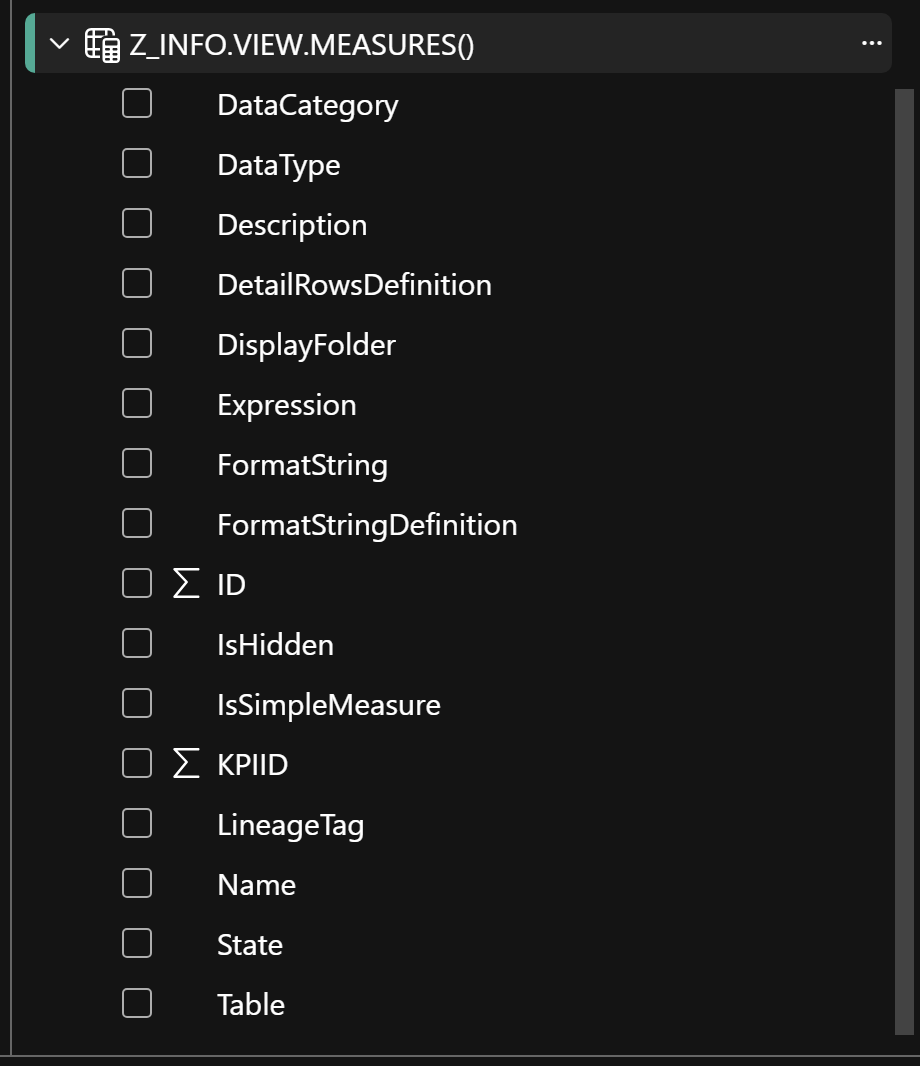 Z_INFO.VIEW.MEASURES()
DataCategory
DataType
Description
DetailRowsDefinition
DisplayFolder
Expression
FormatString
FormatStringDefinition
∑ ID
IsHidden
IsSimpleMeasure
∑ KPIID
LineageTag
Name
State
Table